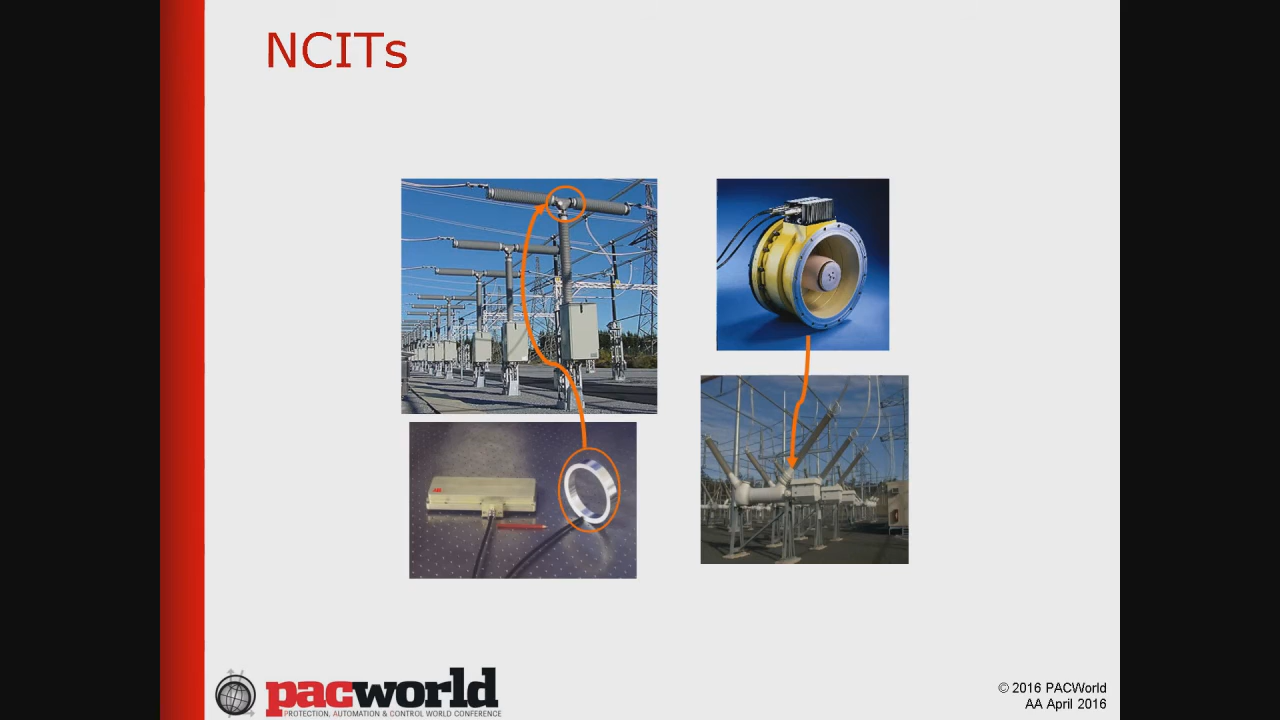 NCITs
pacworld
PROTECTION, AUTOMATION & CONTROL WORLD CONFERENCE
© 2016 PACWorld
AA April 2016